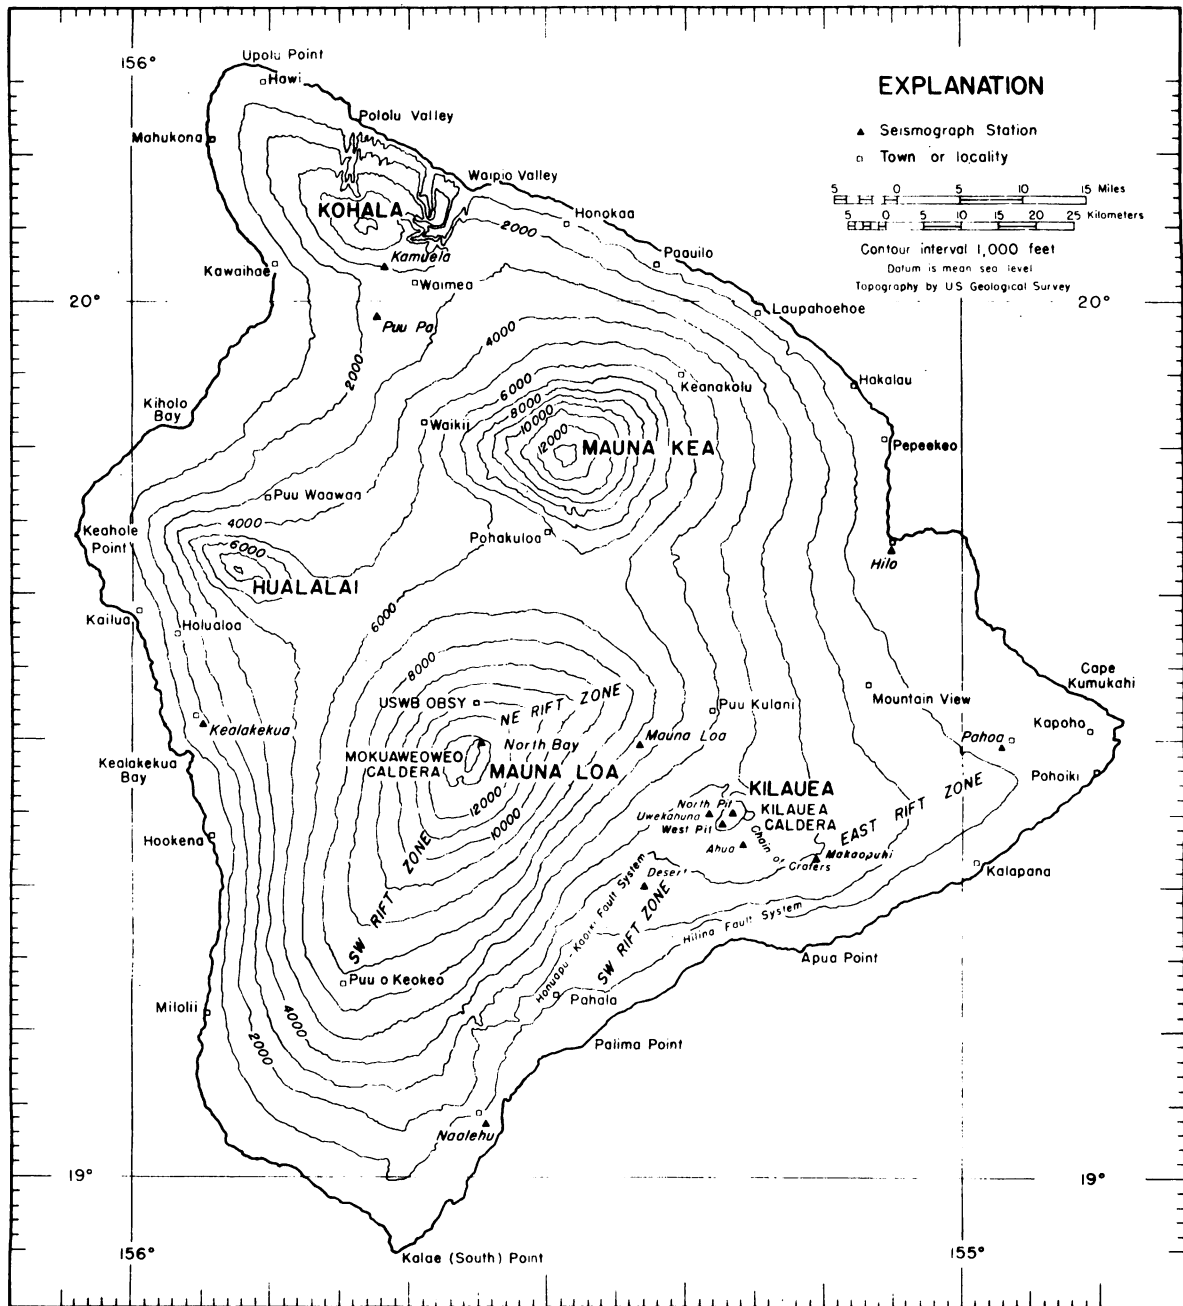 156°
Upolu Point
Hawi
EXPLANATION
Pololu Valley
Seismograph Station
Mahukona
Town or locality
Waipio Valley
5 0 5 10 15 Miles
KOHALA
Honokaa
5 0 5 10 15 20 25 Kilometers
2000
Contour interval 1,000 feet
Kamuela
Paauilo
Datum is mean sea level
Kawaihae
Waimea
Topography by US Geological Survey
20°
20°
Laupahoehoe
Puu Pa
4000
2000
Keanakolu
Hakalau
6000
Kiholo
Bay
8000
10000
Waikii
12000
MAUNA KEA
Pepeekeo
Puu Waawaa
4000
Keahole
Point
Pohakuloa
6000
Hilo
HUALALAI
Kailua
6000
Holualoa
8000
Cape
Kumukahi
NE RIFT ZONE
Mountain View
USWB OBSY
Puu Kulani
Kapoho
Kealakekua
North Bay
Mauna Loa
Pahoa
MOKUAWEOWEO
CALDERA
MAUNA LOA
Kealakekua
Bay
Pohoiki
KILAUEA
12000
North Pit
KILAUEA
CALDERA
EAST RIFT ZONE
Uwekahuna
West Pit
10000
Hookena
Chain
Craters
Ahua
Makaopuhi
SW RIFT ZONE
Desert
Kalapana
Honuapu - Kaoiki Fault System
SW RIFT ZONE
Hilina Fault System
Apua Point
Puu o Keokeo
Pahala
Milolii
4000
2000
Palima Point
Naalehu
19°
19°
156°
Kalae (South) Point
155°